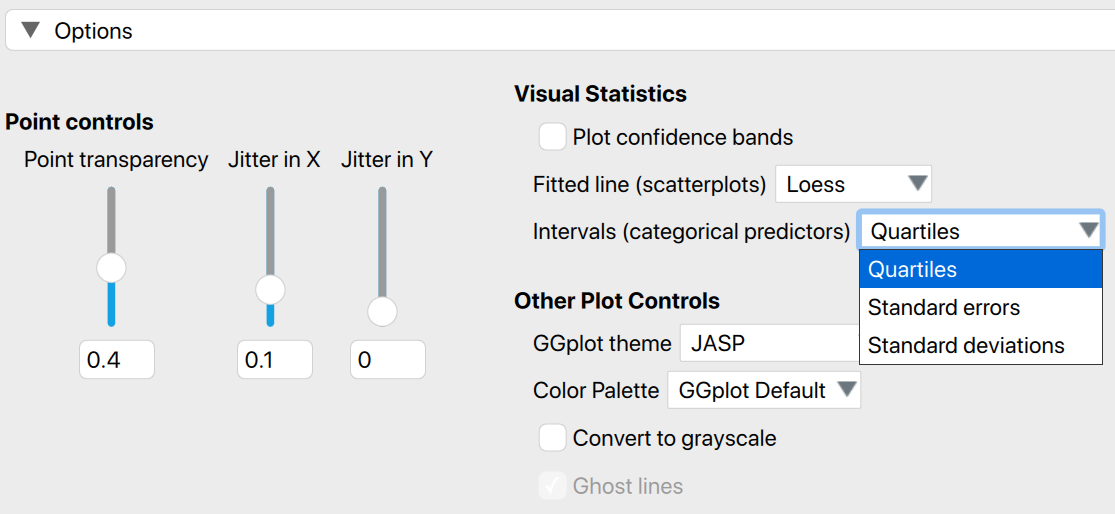 Options
Point controls
Point transparency Jitter in X Jitter in Y
0.4 0.1 0
Visual Statistics
Plot confidence bands
Fitted line (scatterplots) Loess
Intervals (categorical predictors) Quartiles
Quartiles
Standard errors
Standard deviations
Other Plot Controls
GGplot theme JASP
Color Palette GGplot Default
Convert to grayscale
Ghost lines